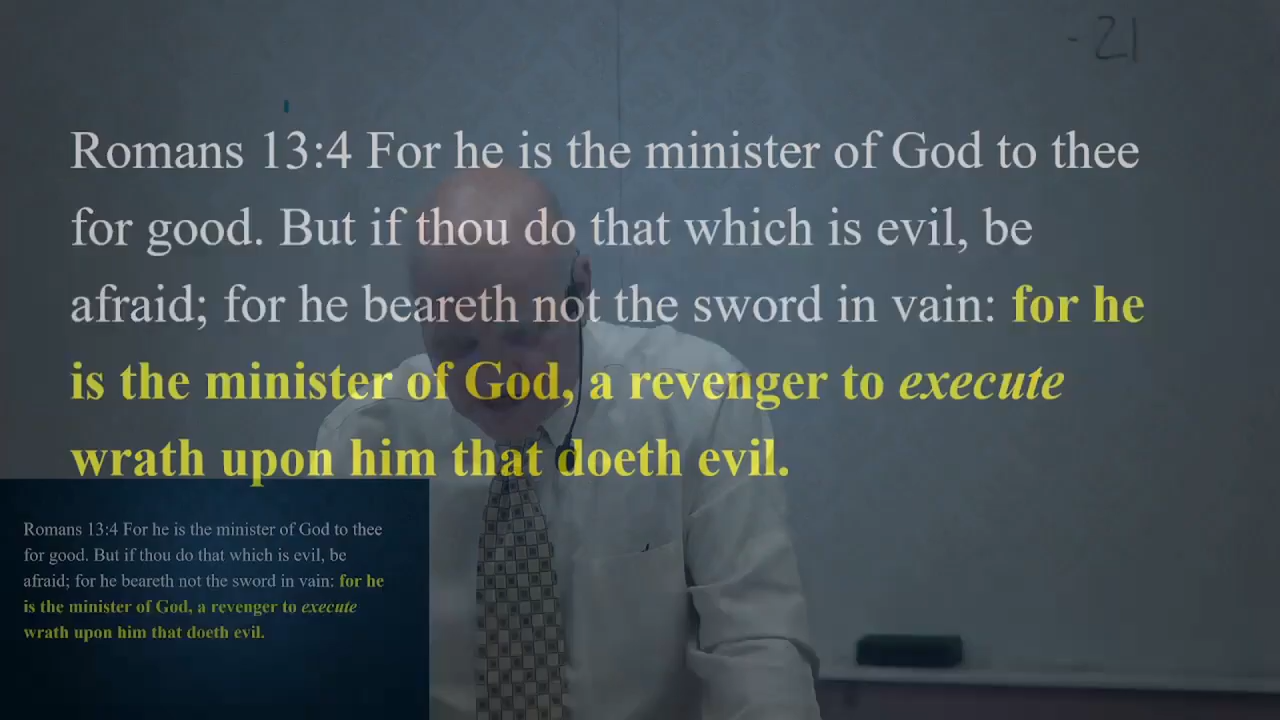 - 21
Romans 13:4 For he is the minister of God to thee
for good. But if thou do that which is evil, be
afraid; for he beareth not the sword in vain: for he
is the minister of God, a revenger to execute
wrath upon him that doeth evil.
Romans 13:4 For he is the minister of God to thee
for good. But if thou do that which is evil, be
afraid; for he beareth not the sword in vain: for he
is the minister of God, a revenger to execute
wrath upon him that doeth evil.